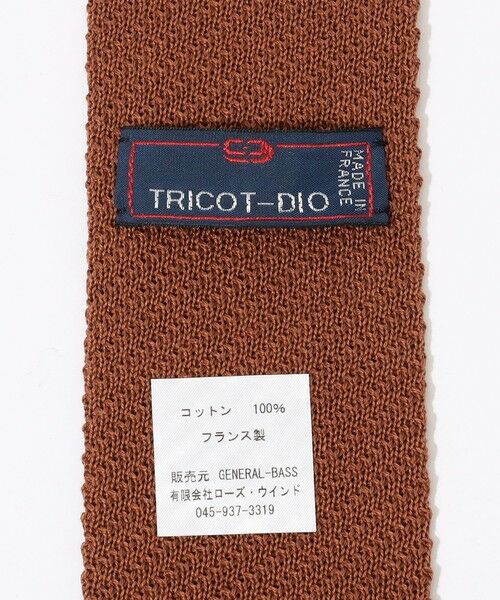 TRICOT-DIO
MADE IN
FRANCE
コットン 100%
フランス製
販売元 GENERAL-BASS
有限会社ローズ・ウインド
045-937-3319